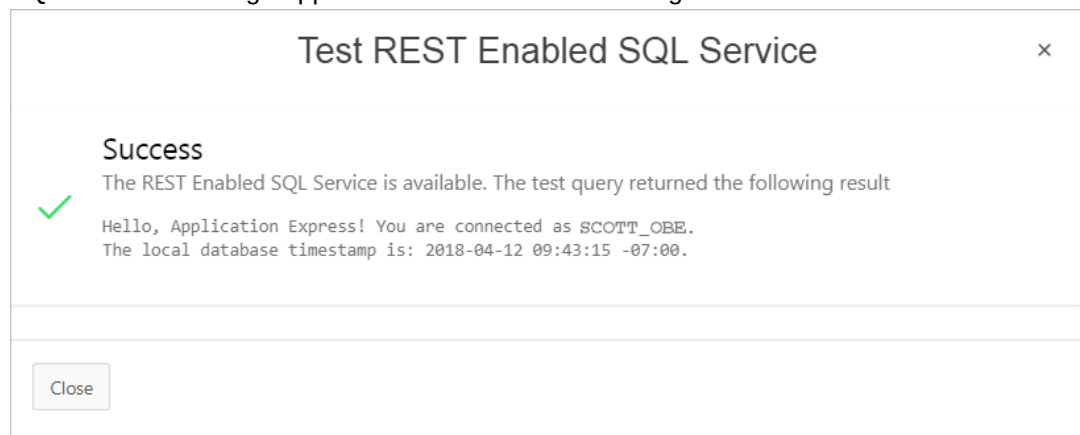 Test REST Enabled SQL Service ×
Success
The REST Enabled SQL Service is available. The test query returned the following result
Hello, Application Express! You are connected as SCOTT_OBE.
The local database timestamp is: 2018-04-12 09:43:15 -07:00.
Close